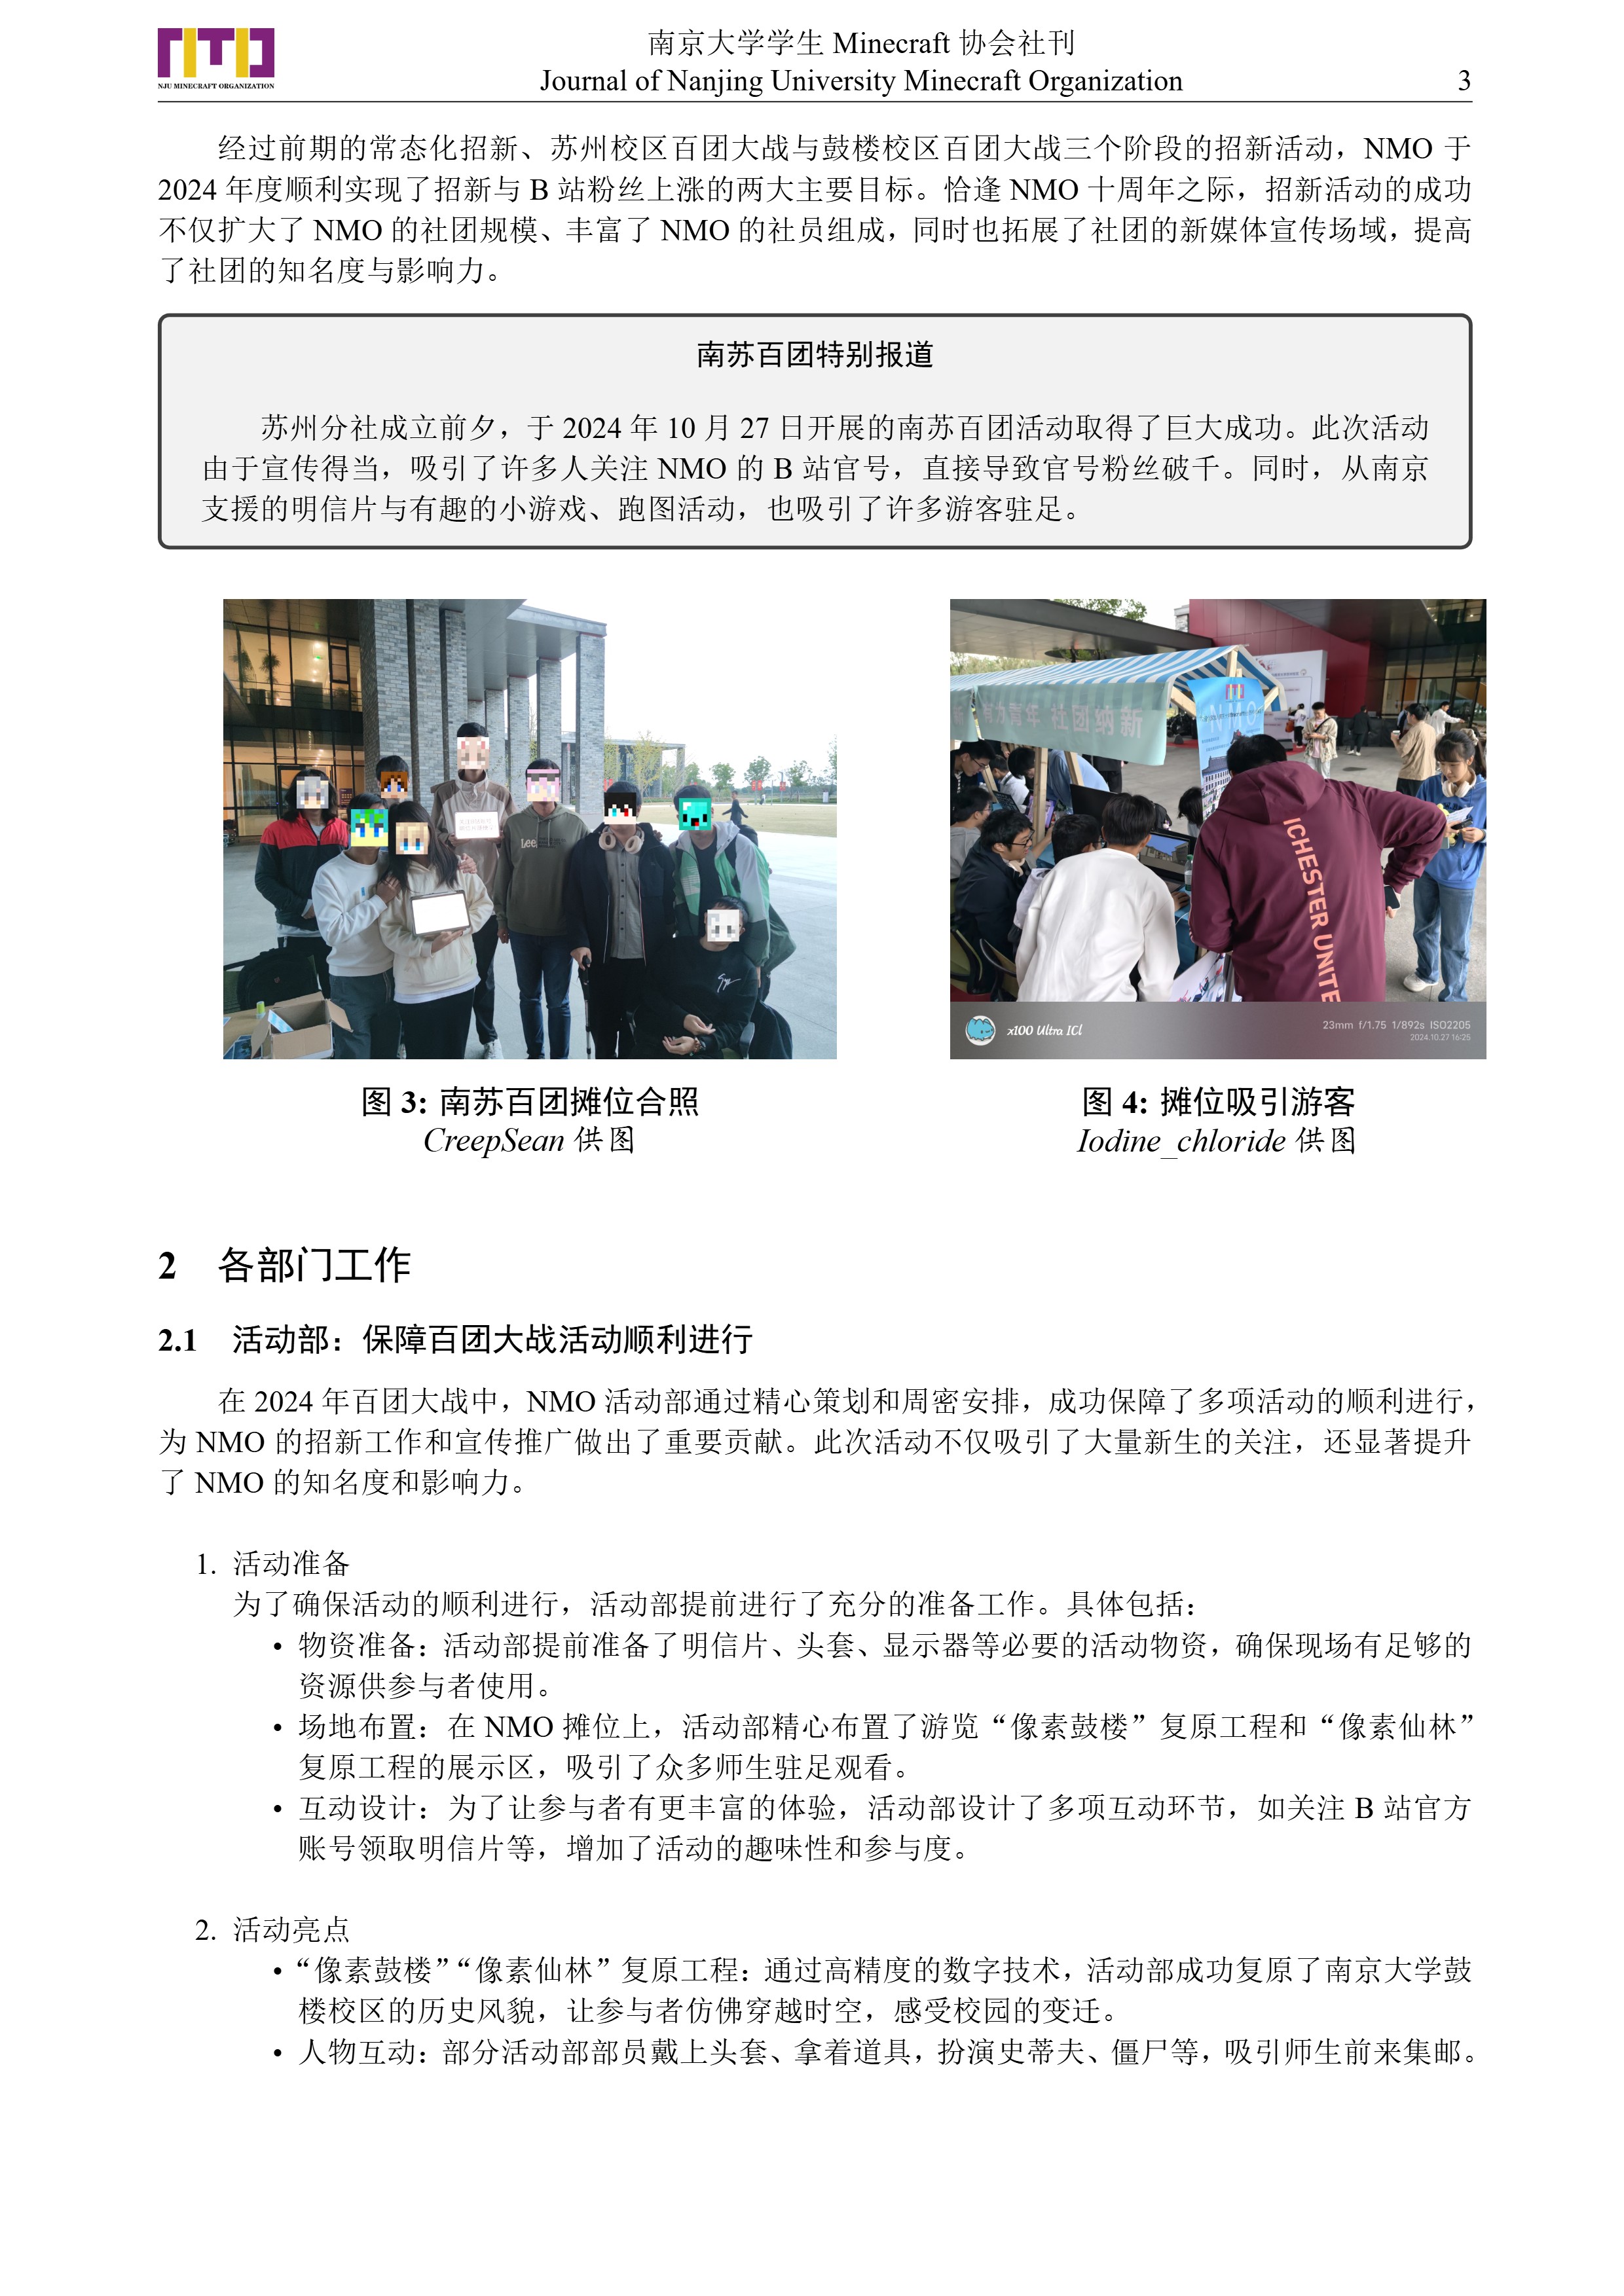 NJU MINECRAFT ORGANIZATION
南京大学学生 Minecraft 协会社刊
Journal of Nanjing University Minecraft Organization
3
经过前期的常态化招新、苏州校区百团大战与鼓楼校区百团大战三个阶段的招新活动，NMO 于
2024 年度顺利实现了招新与 B 站粉丝上涨的两大主要目标。恰逢 NMO 十周年之际，招新活动的成功
不仅扩大了 NMO 的社团规模、丰富了 NMO 的社员组成，同时也拓展了社团的新媒体宣传场域，提高
了社团的知名度与影响力。
南苏百团特别报道
苏州分社成立前夕，于 2024 年 10 月 27 日开展的南苏百团活动取得了巨大成功。此次活动
由于宣传得当，吸引了许多人关注 NMO 的 B 站官号，直接导致官号粉丝破千。同时，从南京
支援的明信片与有趣的小游戏、跑图活动，也吸引了许多游客驻足。
Lee
青年 社团纳新
NMO
ICHESTER UNITE
x100 Ultra ICl
23mm f/1.75 1/892s ISO2205
2024.10.27 16:25
图 3: 南苏百团摊位合照
CreepSean 供图
图 4: 摊位吸引游客
Iodine_chloride 供图
2 各部门工作
2.1 活动部：保障百团大战活动顺利进行
在 2024 年百团大战中，NMO 活动部通过精心策划和周密安排，成功保障了多项活动的顺利进行，
为 NMO 的招新工作和宣传推广做出了重要贡献。此次活动不仅吸引了大量新生的关注，还显著提升
了 NMO 的知名度和影响力。
1. 活动准备
为了确保活动的顺利进行，活动部提前进行了充分的准备工作。具体包括：
• 物资准备：活动部提前准备了明信片、头套、显示器等必要的活动物资，确保现场有足够的
资源供参与者使用。
• 场地布置：在 NMO 摊位上，活动部精心布置了游览“像素鼓楼”复原工程和“像素仙林”
复原工程的展示区，吸引了众多师生驻足观看。
• 互动设计：为了让参与者有更丰富的体验，活动部设计了多项互动环节，如关注 B 站官方
账号领取明信片等，增加了活动的趣味性和参与度。
2. 活动亮点
• “像素鼓楼”“像素仙林”复原工程：通过高精度的数字技术，活动部成功复原了南京大学鼓
楼校区的历史风貌，让参与者仿佛穿越时空，感受校园的变迁。
• 人物互动：部分活动部部员戴上头套、拿着道具，扮演史蒂夫、僵尸等，吸引师生前来集邮。